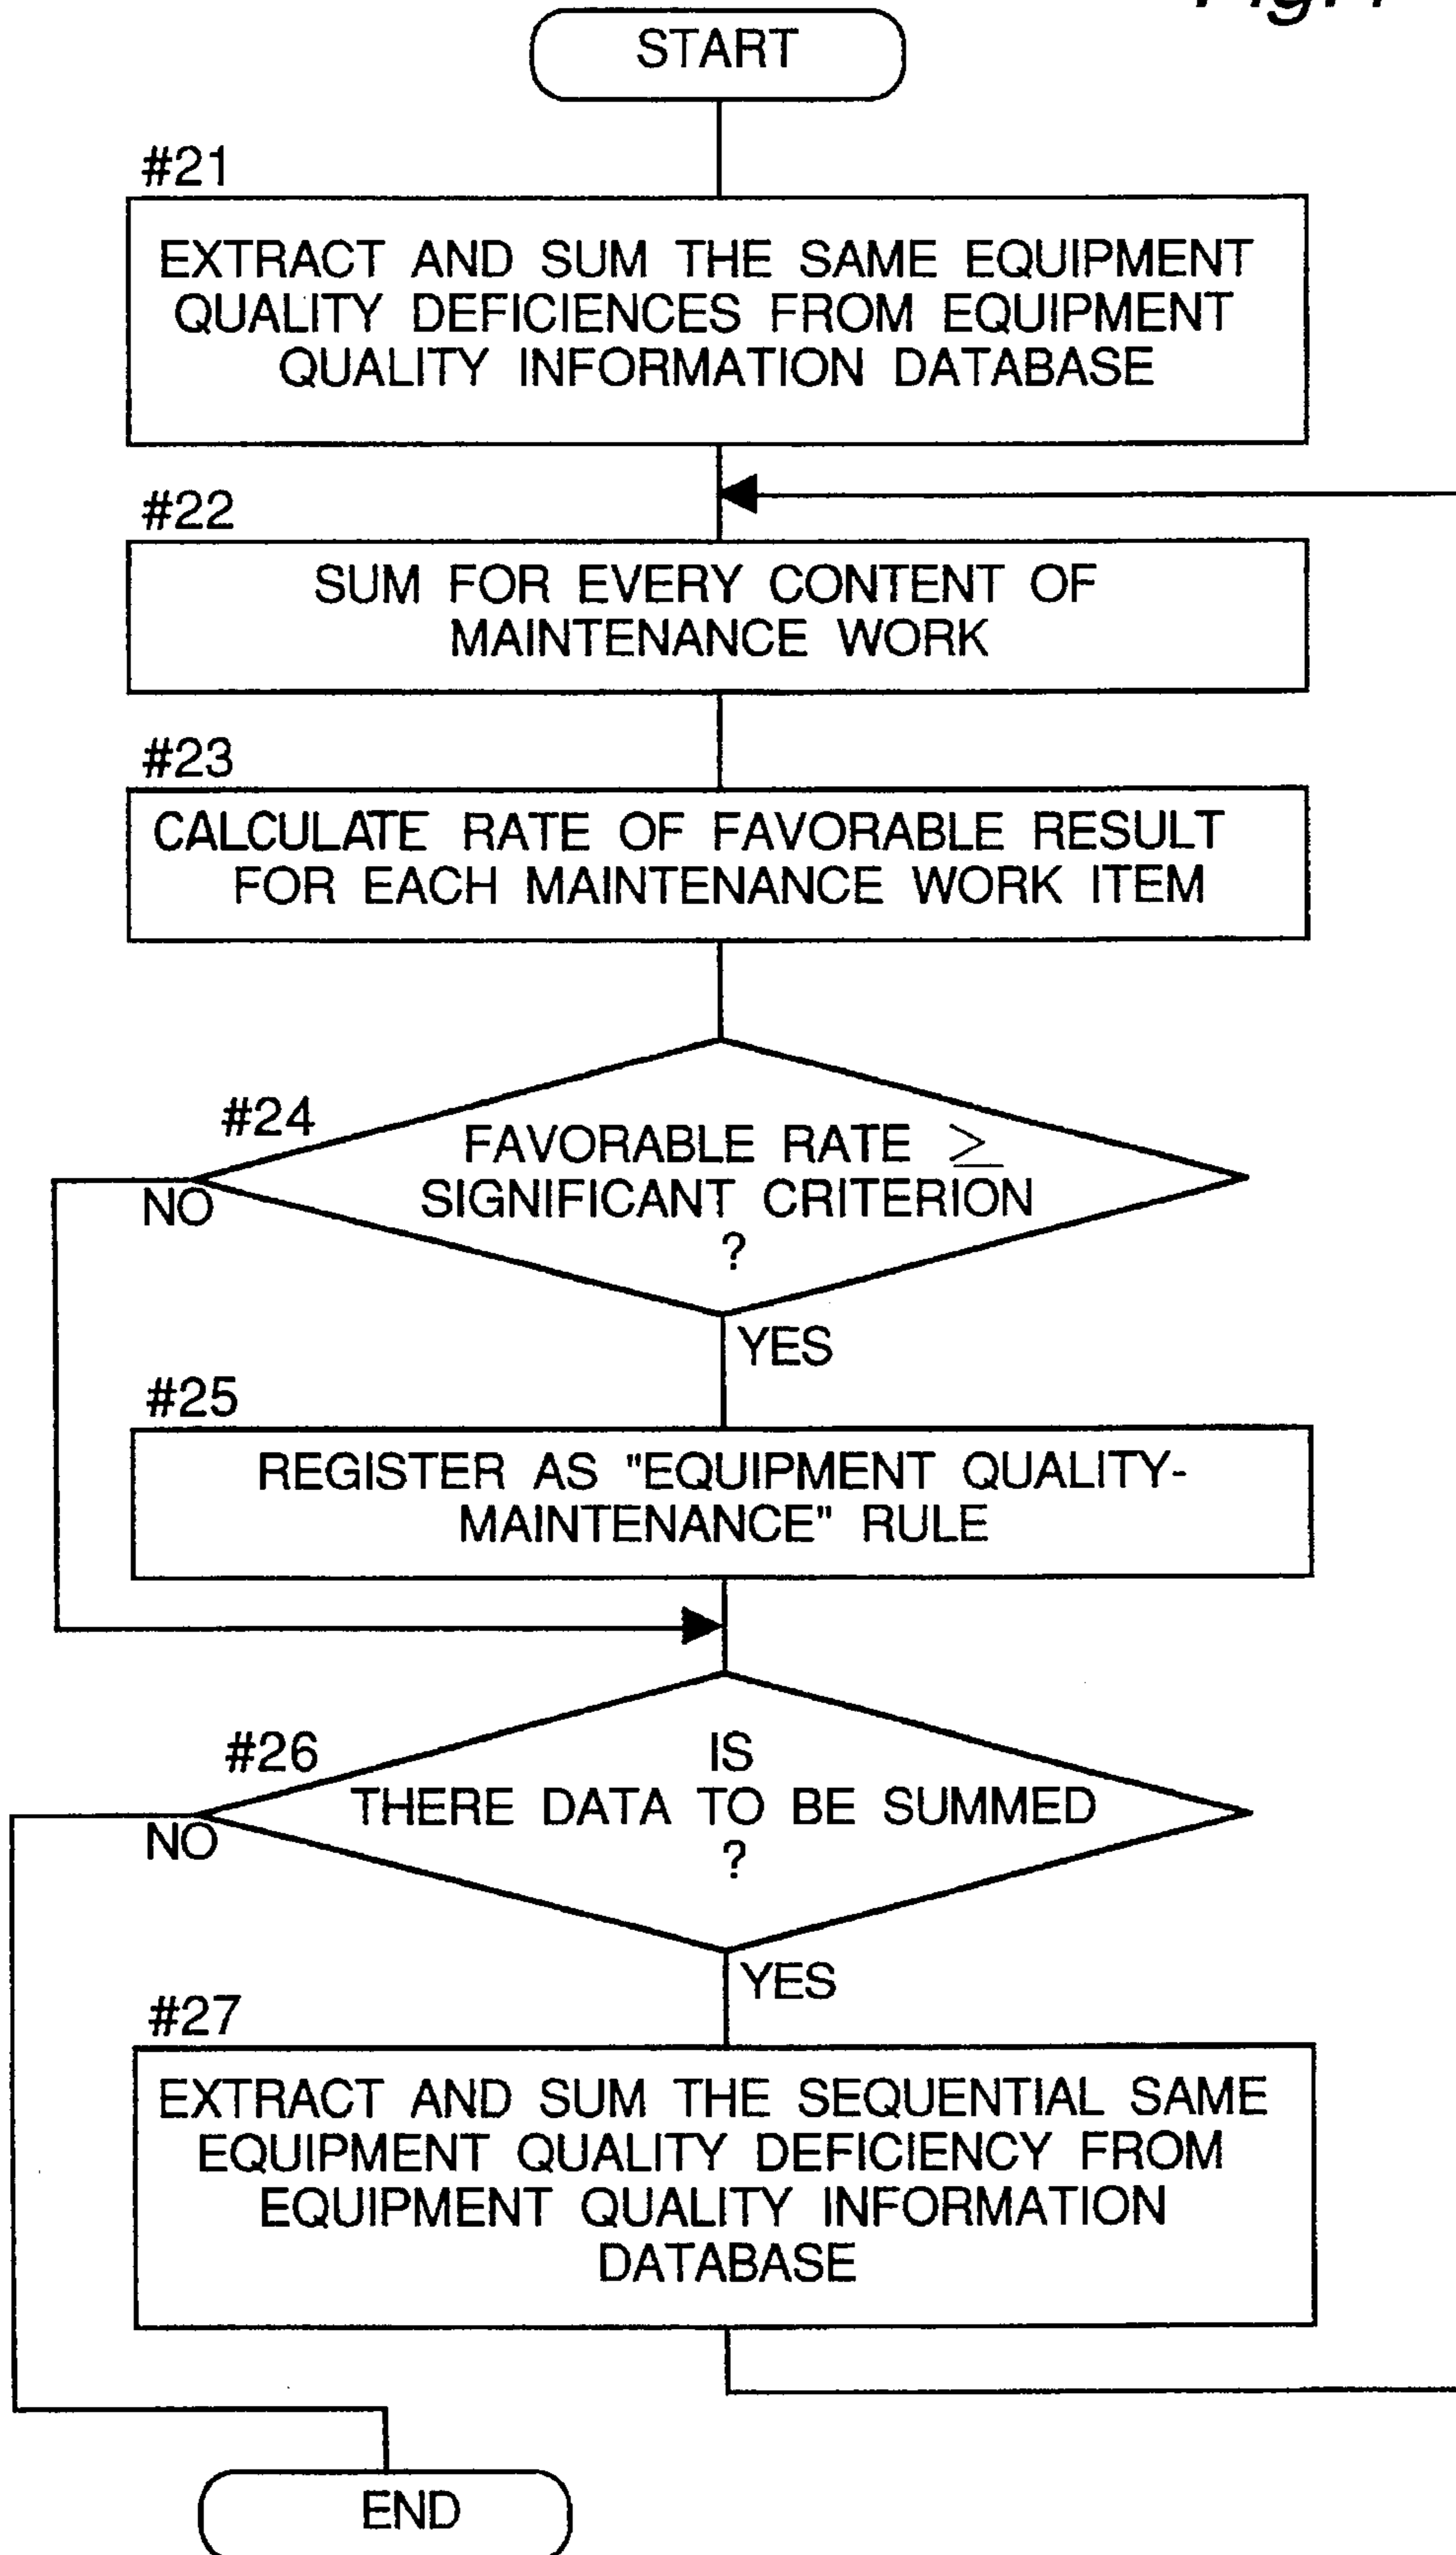 START
#21
EXTRACT AND SUM THE SAME EQUIPMENT
QUALITY DEFICIENCES FROM EQUIPMENT
QUALITY INFORMATION DATABASE
#22
SUM FOR EVERY CONTENT OF
MAINTENANCE WORK
#23
CALCULATE RATE OF FAVORABLE RESULT
FOR EACH MAINTENANCE WORK ITEM
#24
FAVORABLE RATE ≥
SIGNIFICANT CRITERION
?
NO
YES
#25
REGISTER AS "EQUIPMENT QUALITY-
MAINTENANCE" RULE
#26
IS
THERE DATA TO BE SUMMED
?
NO
YES
#27
EXTRACT AND SUM THE SEQUENTIAL SAME
EQUIPMENT QUALITY DEFICIENCY FROM
EQUIPMENT QUALITY INFORMATION
DATABASE
END